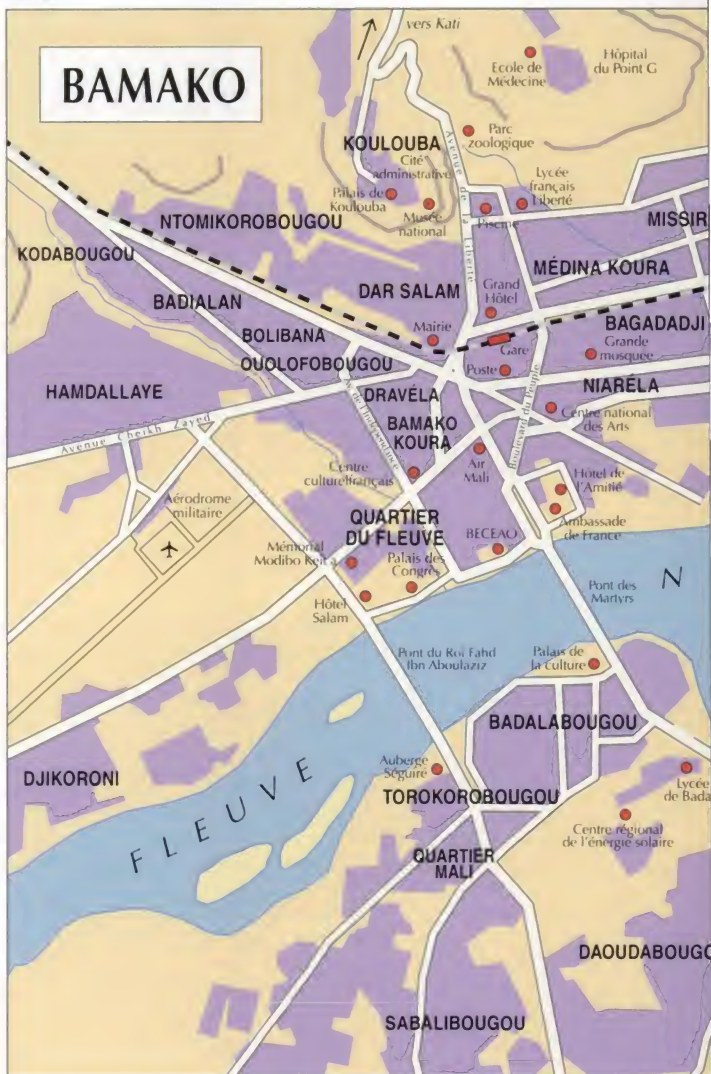 BAMAKO
vers Kati
Ecole de
Médecine
Hôpital
du Point G
Parc
zoologique
KOULOUBA
Cité
administrative
Avenue de la Liberté
Lycée
français
Liberté
Palais de
Koulouba
Musée
national
Piscine
NTOMIKOROBOUGOU
MISSIR
KODABOUGOU
MÉDINA KOURA
DAR SALAM
Grand
Hôtel
BADIALAN
BOLIBANA
Mairie
BAGADADJI
Gare
Grande
mosquée
OUOLOFOBOUGOU
Poste
HAMDALLAYE
DRAVÉLA
NIARÉLA
BAMAKO
KOURA
Av. de l'Indépendance
Boulevard du Peuple
Centre national
des Arts
Avenue Cheikh Zayed
Air
Mali
Centre
culturel français
Hôtel de
l'Amitié
Aérodrome
militaire
QUARTIER
DU FLEUVE
BECEAO
Ambassade
de France
Mémorial
Modibo Keita
Palais des
Congrès
Hôtel
Salam
Pont des
Martyrs
N
Pont du Roi Fahd
Ibn Aboulaziz
Palais de
la culture
BADALABOUGOU
Auberge
Séguiré
DJIKORONI
FLEUVE
TOROKOROBOUGOU
Lycée
de Bada
Centre régional
de l'énergie solaire
QUARTIER
MALI
DAOUDABOUGO
SABALIBOUGOU